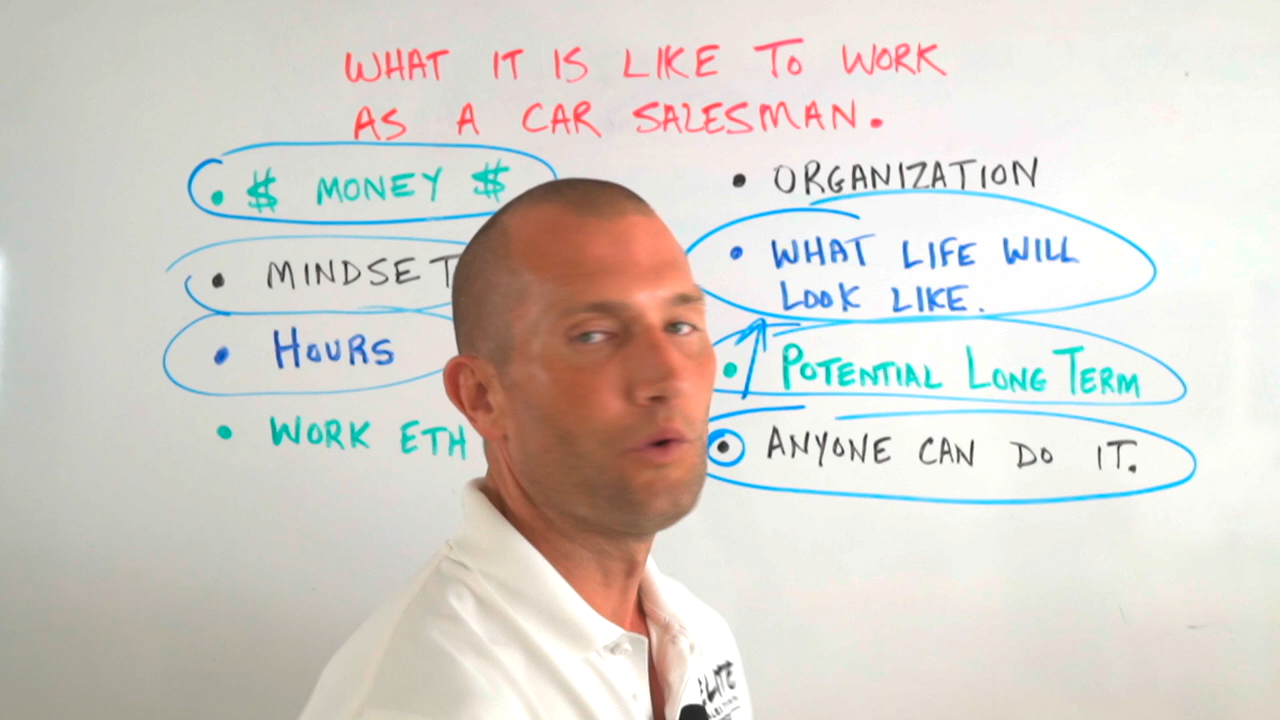 WHAT IT IS LIKE TO WORK
AS A CAR SALESMAN.
• $ MONEY $
• MINDSET
• HOURS
• WORK ETH
• ORGANIZATION
• WHAT LIFE WILL
LOOK LIKE.
• POTENTIAL LONG TERM
• ANYONE CAN DO IT.